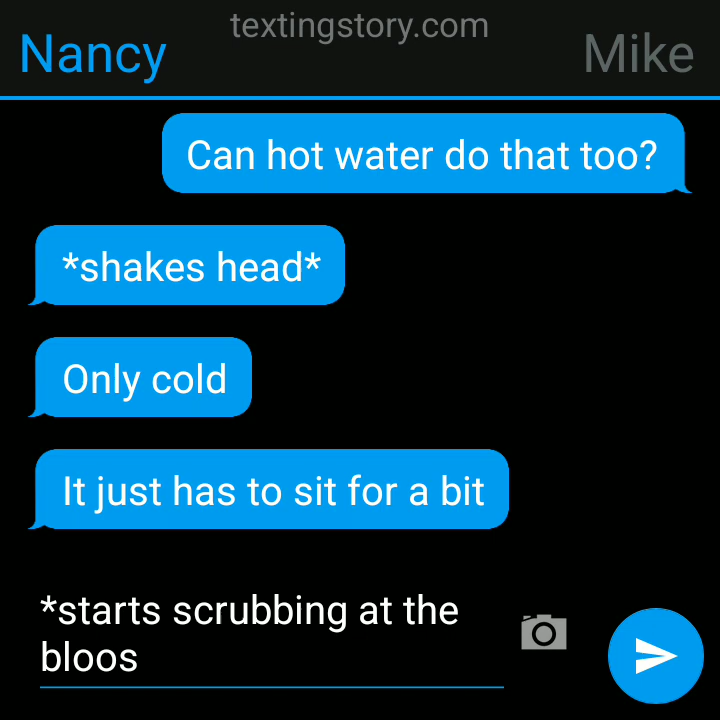 textingstory.com
Nancy
Mike
Can hot water do that too?
*shakes head*
Only cold
It just has to sit for a bit
*starts scrubbing at the
bloos